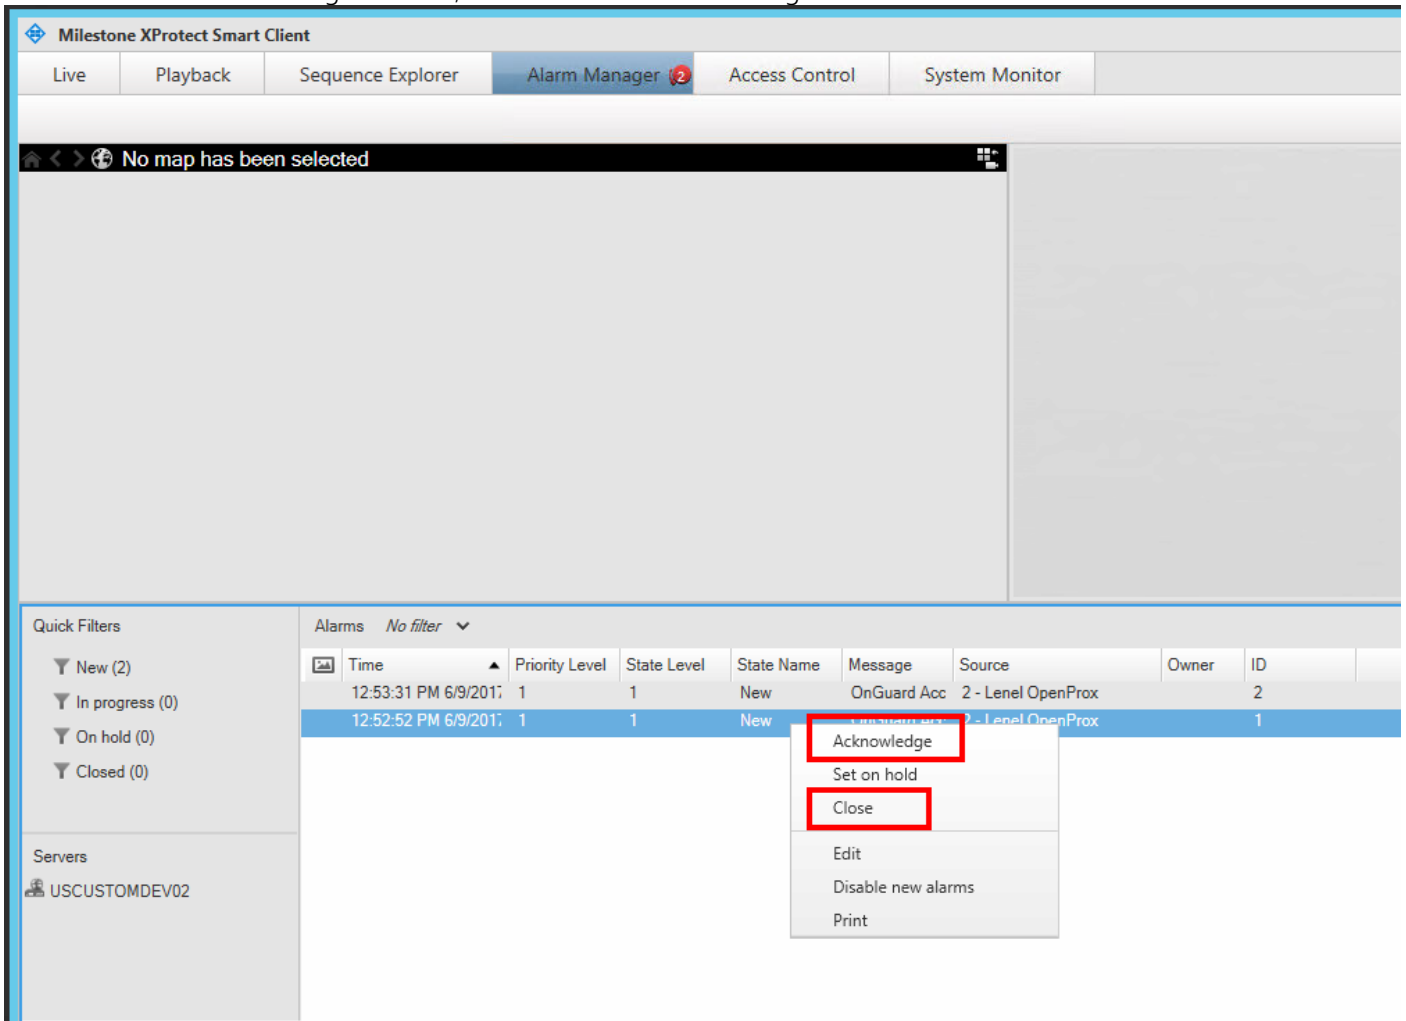 Milestone XProtect Smart Client
Live Playback Sequence Explorer Alarm Manager 2 Access Control System Monitor
No map has been selected
Quick Filters
New (2)
In progress (0)
On hold (0)
Closed (0)
Servers
USCUSTOMDEV02
Alarms No filter
Time Priority Level State Level State Name Message Source Owner ID
12:53:31 PM 6/9/2017 1 1 New OnGuard Acc 2 - Lenel OpenProx 2
12:52:52 PM 6/9/2017 1 1 New 2 - Lenel OpenProx 1
Acknowledge
Set on hold
Close
Edit
Disable new alarms
Print